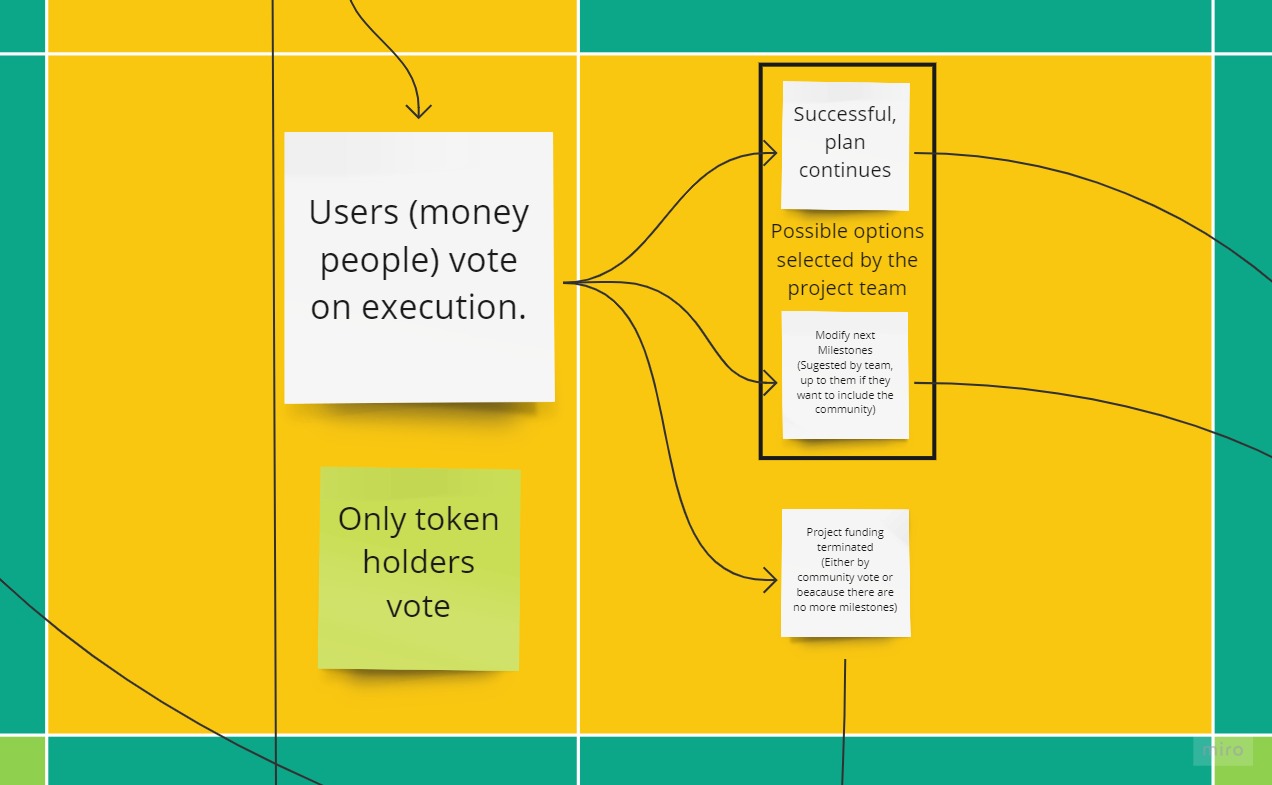 Users (money
people) vote
on execution.
Only token
holders
vote
Successful,
plan
continues
Possible options
selected by the
project team
Modify next
Milestones
(Sugested by team,
up to them if they
want to include the
community)
Project funding
terminated
(Either by
community vote or
beacause there are
no more milestones)
miro